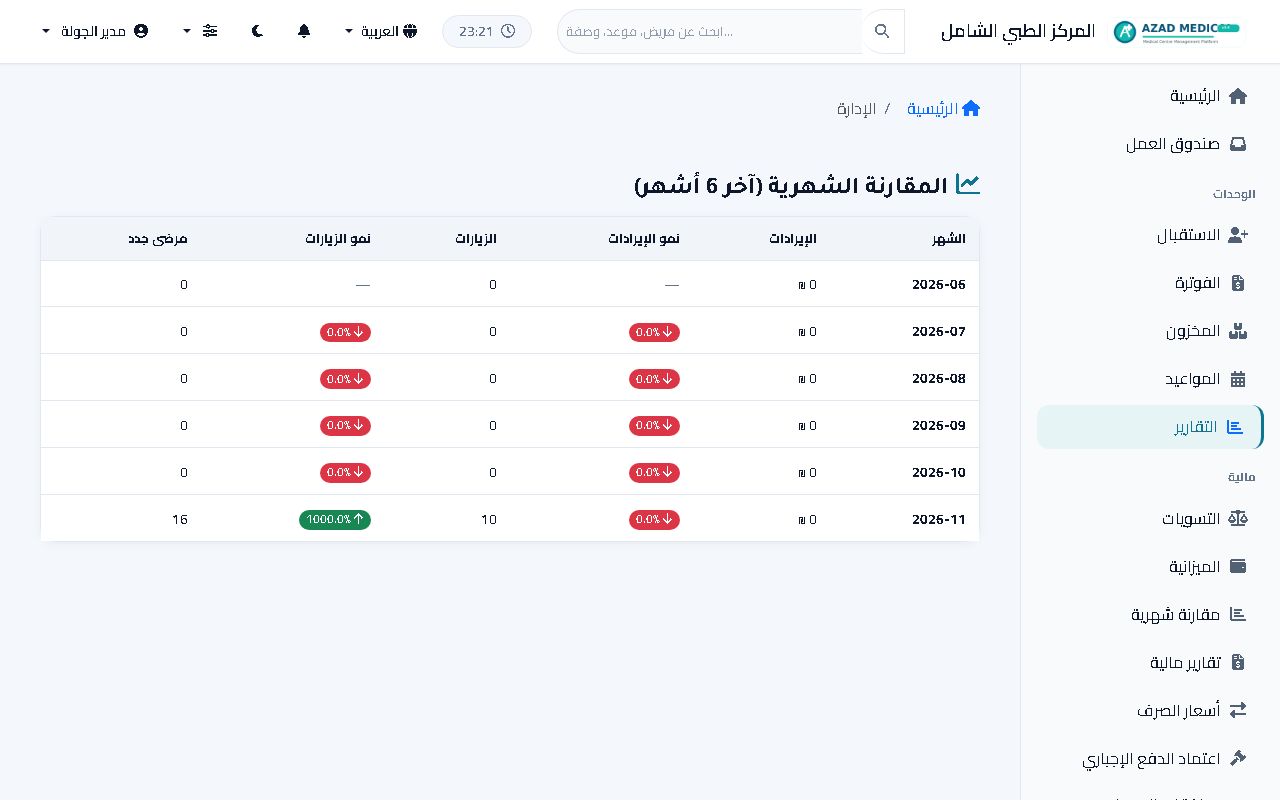 AZAD MEDIC
Medical Centre Management Platform
المركز الطبي الشامل
ابحث عن مريض، موعد، وصفة...
23:21
العربية
مدير الجولة
الرئيسية
صندوق العمل
الوحدات
الاستقبال
الفوترة
المخزون
المواعيد
التقارير
مالية
التسويات
الميزانية
مقارنة شهرية
تقارير مالية
أسعار الصرف
اعتماد الدفع الإجباري
الرئيسية / الإدارة
المقارنة الشهرية (آخر 6 أشهر)
الشهر الإيرادات نمو الإيرادات الزيارات نمو الزيارات مرضى جدد
2026-06 0 ₪ — 0 — 0
2026-07 0 ₪ 0.0% 0 0.0% 0
2026-08 0 ₪ 0.0% 0 0.0% 0
2026-09 0 ₪ 0.0% 0 0.0% 0
2026-10 0 ₪ 0.0% 0 0.0% 0
2026-11 0 ₪ 0.0% 10 1000.0% 16